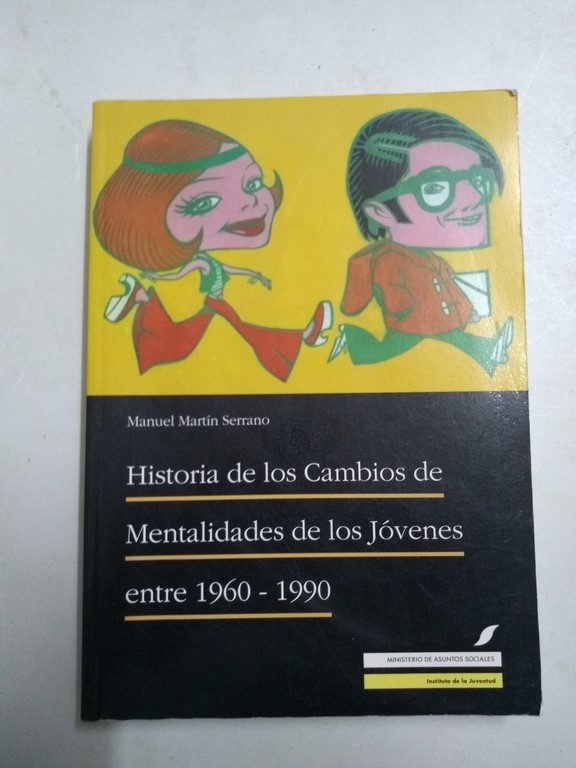 Manuel Martín Serrano
Historia de los Cambios de
Mentalidades de los Jóvenes
entre 1960 - 1990
MINISTERIO DE ASUNTOS SOCIALES
Instituto de la Juventud